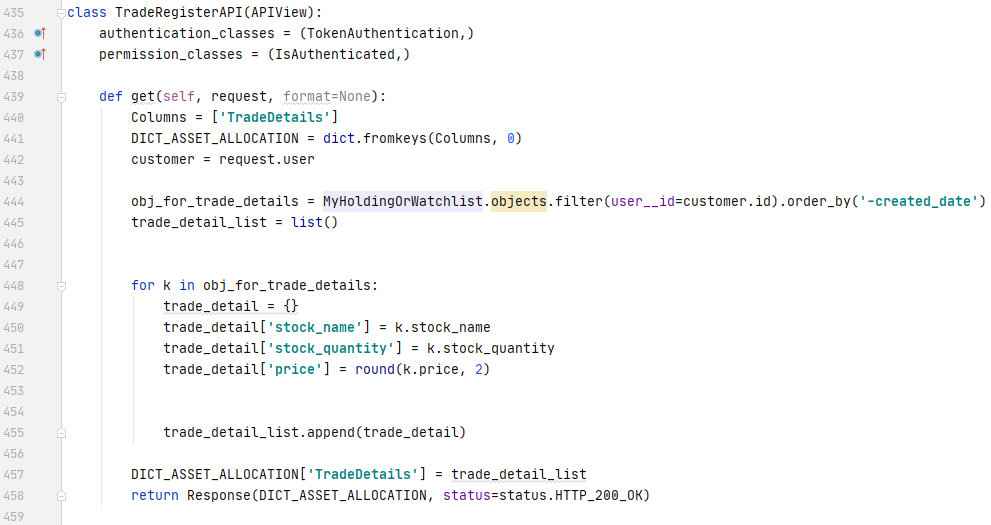 435 class TradeRegisterAPI(APIView):
436 authentication_classes = (TokenAuthentication,)
437 permission_classes = (IsAuthenticated,)
438
439 def get(self, request, format=None):
440 Columns = ['TradeDetails']
441 DICT_ASSET_ALLOCATION = dict.fromkeys(Columns, 0)
442 customer = request.user
443
444 obj_for_trade_details = MyHoldingOrWatchlist.objects.filter(user__id=customer.id).order_by('-created_date')
445 trade_detail_list = list()
446
447
448 for k in obj_for_trade_details:
449 trade_detail = {}
450 trade_detail['stock_name'] = k.stock_name
451 trade_detail['stock_quantity'] = k.stock_quantity
452 trade_detail['price'] = round(k.price, 2)
453
454
455 trade_detail_list.append(trade_detail)
456
457 DICT_ASSET_ALLOCATION['TradeDetails'] = trade_detail_list
458 return Response(DICT_ASSET_ALLOCATION, status=status.HTTP_200_OK)
459